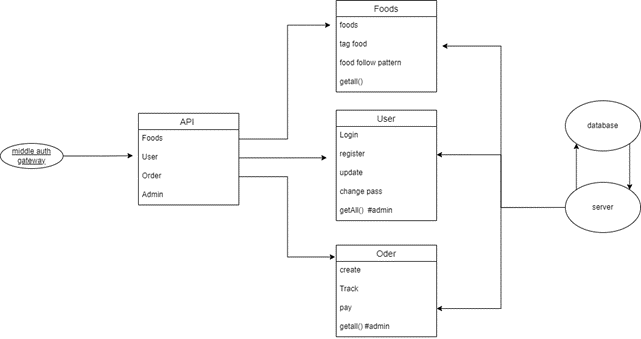 middle auth
gateway
API
Foods
User
Order
Admin
Foods
foods
tag food
food follow pattern
getall()
User
Login
register
update
change pass
getAll()  #admin
Oder
create
Track
pay
getall() #admin
database
server